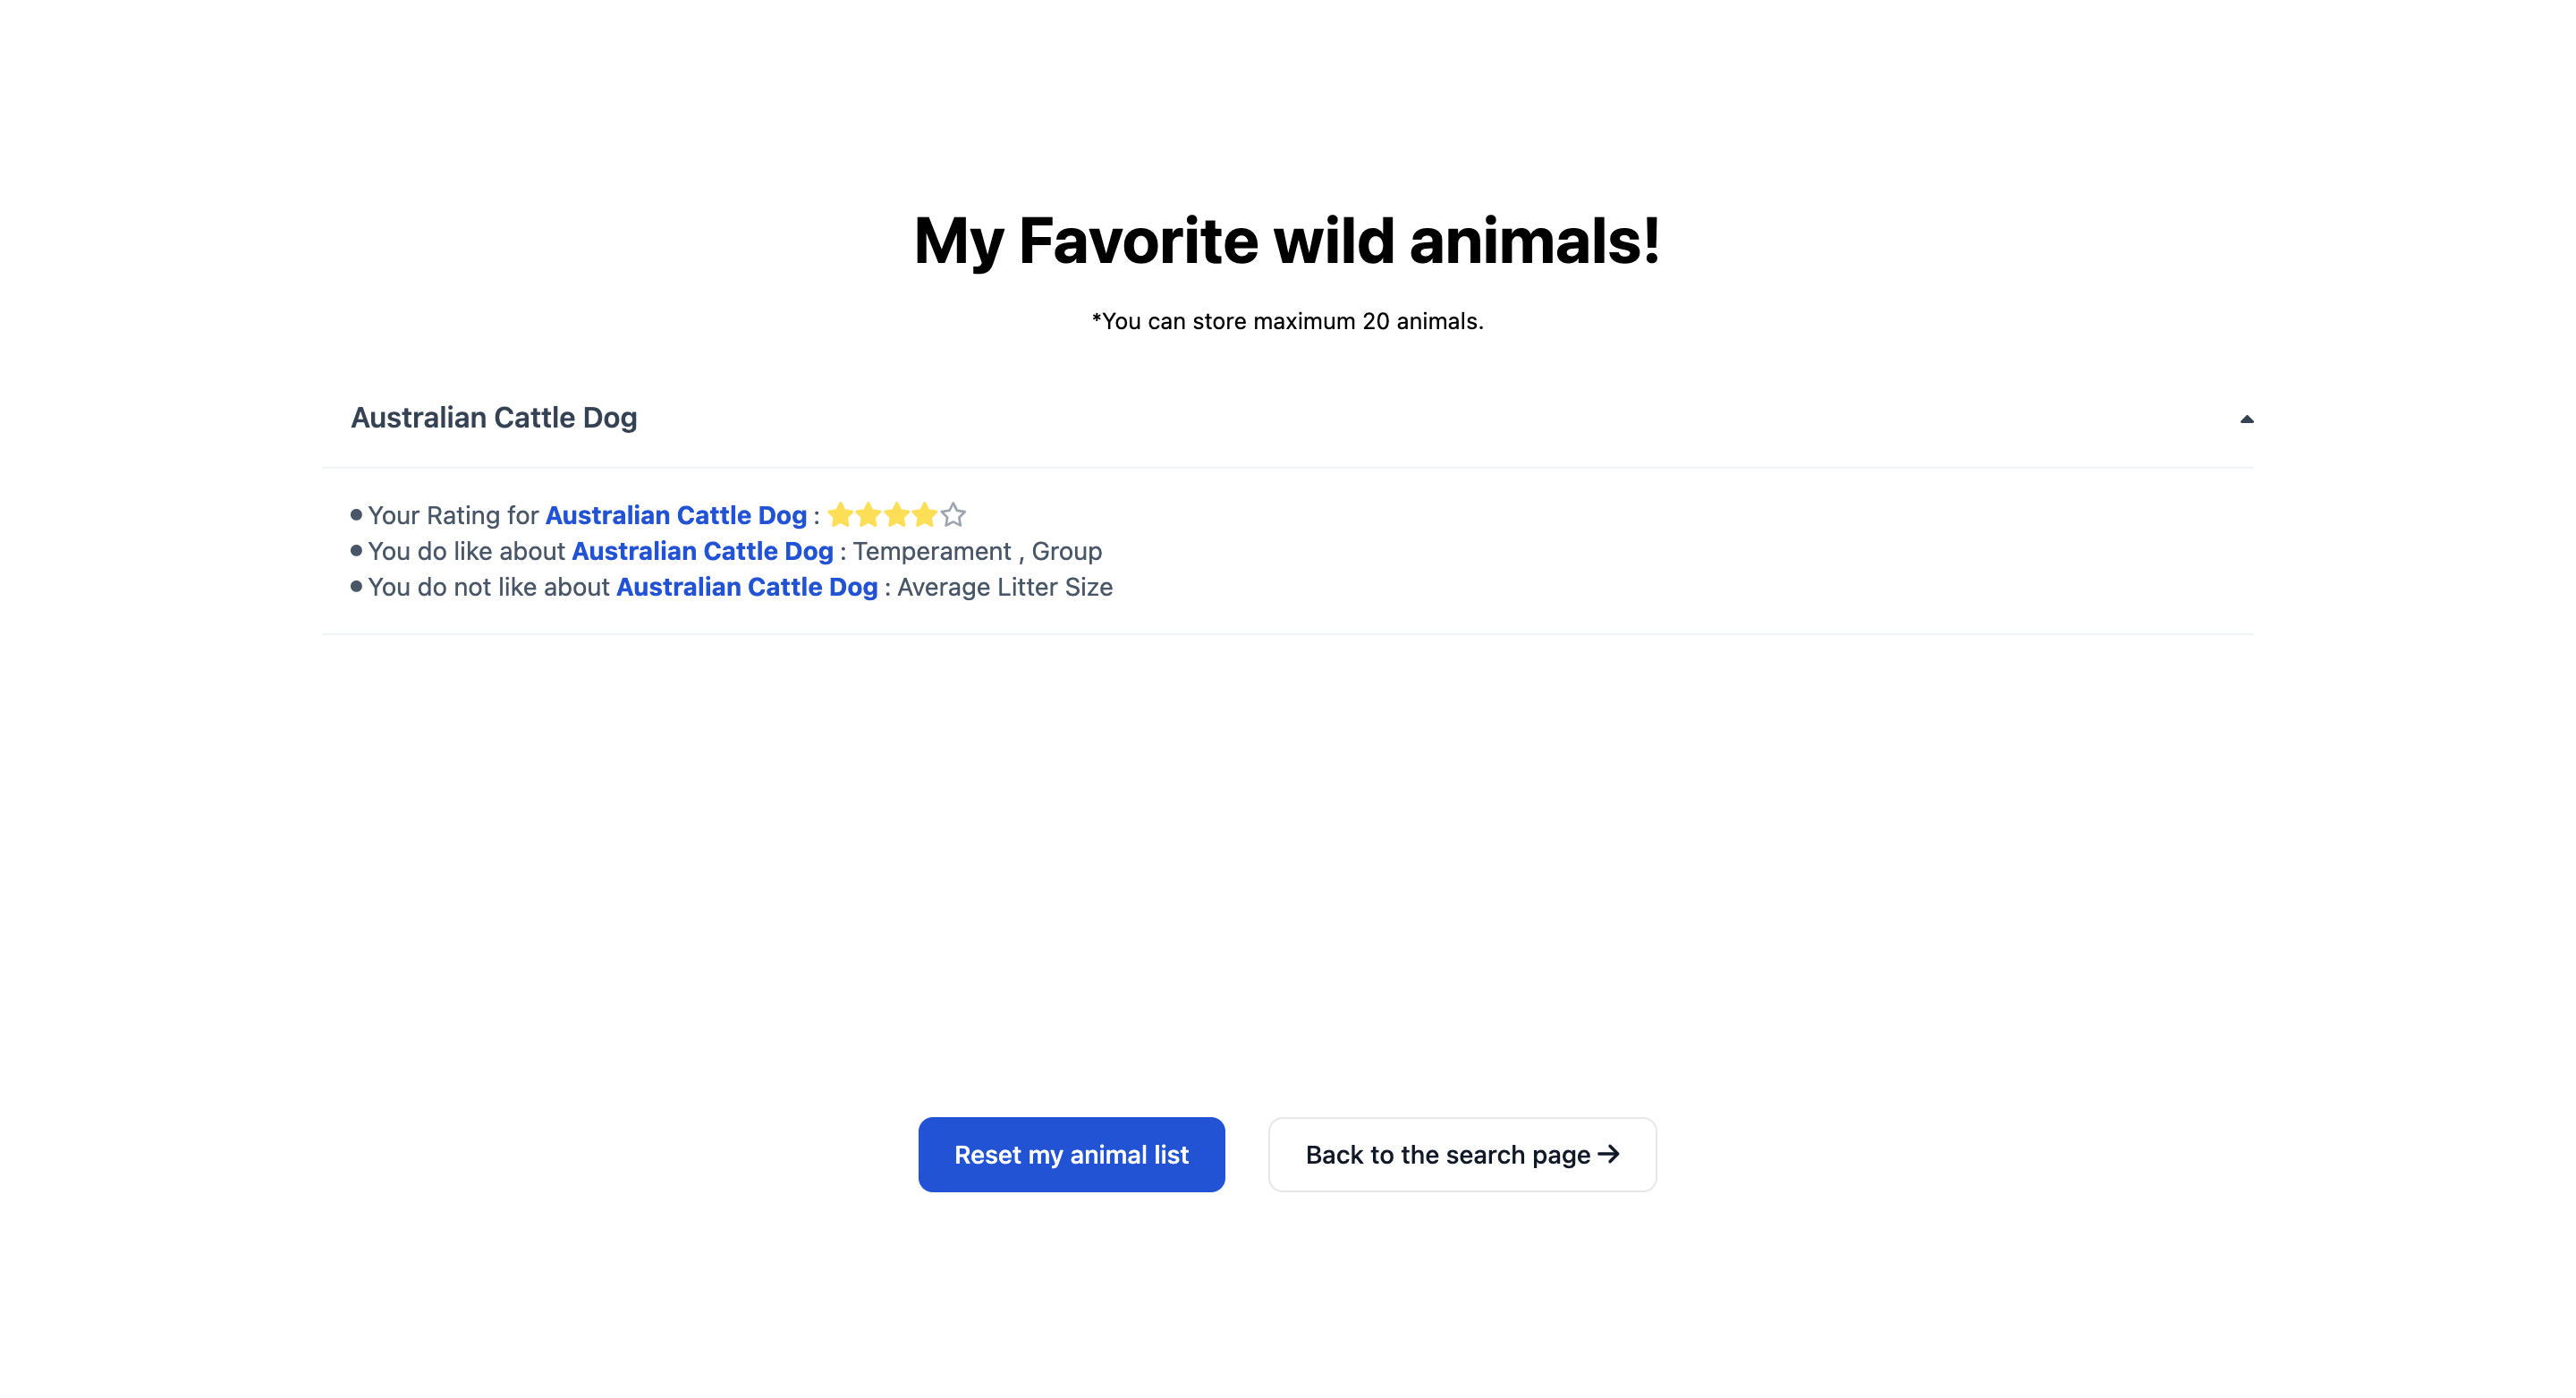 My Favorite wild animals!
*You can store maximum 20 animals.
Australian Cattle Dog
Your Rating for Australian Cattle Dog :
You do like about Australian Cattle Dog : Temperament , Group
You do not like about Australian Cattle Dog : Average Litter Size
Reset my animal list
Back to the search page